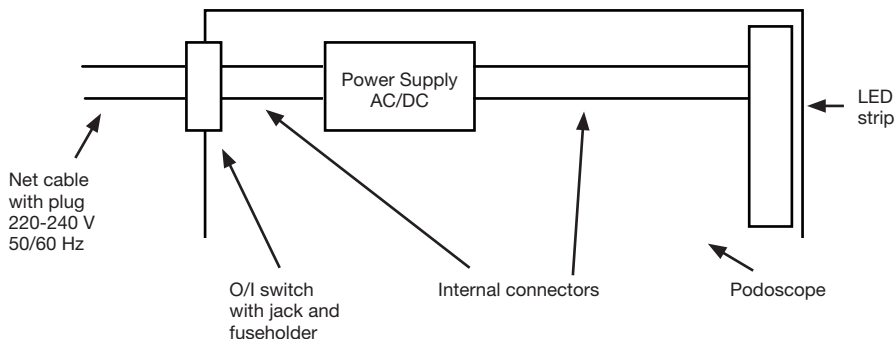 Power Supply
AC/DC
LED
strip
Net cable
with plug
220-240 V
50/60 Hz
O/I switch
with jack and
fuseholder
Internal connectors
Podoscope